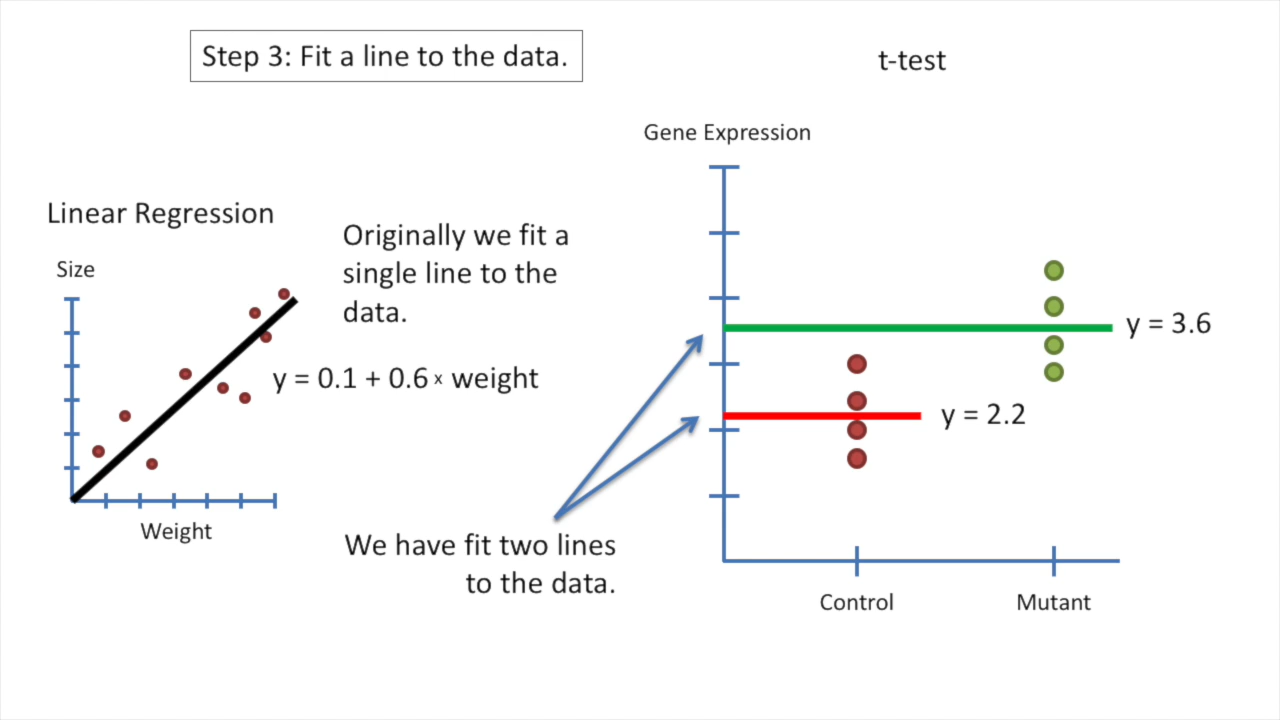 Step 3: Fit a line to the data.
t-test
Linear Regression
Size
Originally we fit a
single line to the
data.
y = 0.1 + 0.6 x weight
Weight
We have fit two lines
to the data.
Gene Expression
y = 3.6
y = 2.2
Control
Mutant